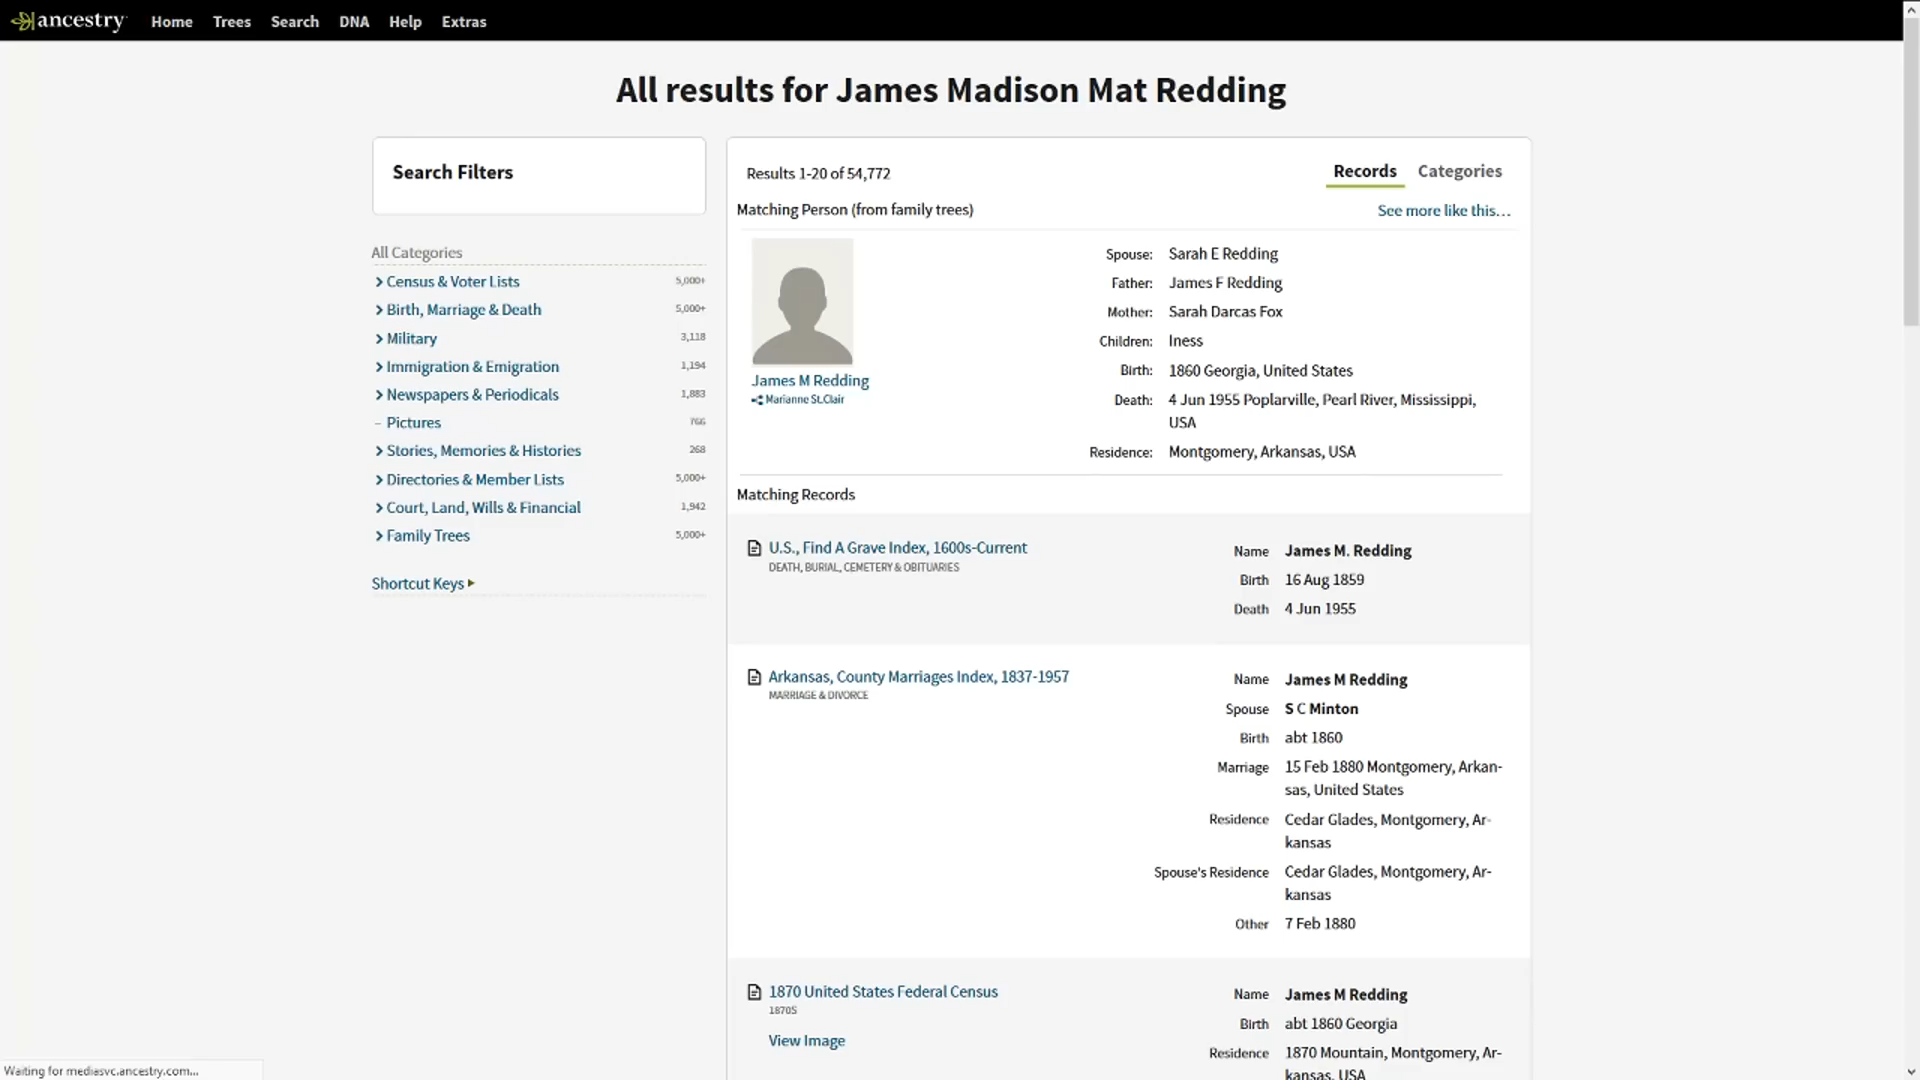 ancestry Home Trees Search DNA Help Extras
All results for James Madison Mat Redding
Search Filters
All Categories
Census & Voter Lists 5,000+
Birth, Marriage & Death 5,000+
Military 3,118
Immigration & Emigration 1,194
Newspapers & Periodicals 1,883
Pictures 766
Stories, Memories & Histories 268
Directories & Member Lists 5,000+
Court, Land, Wills & Financial 1,942
Family Trees 5,000+
Shortcut Keys
Results 1-20 of 54,772 Records Categories
Matching Person (from family trees) See more like this...
James M Redding
Marianne St.Clair
Spouse: Sarah E Redding
Father: James F Redding
Mother: Sarah Darcas Fox
Children: Iness
Birth: 1860 Georgia, United States
Death: 4 Jun 1955 Poplarville, Pearl River, Mississippi,
USA
Residence: Montgomery, Arkansas, USA
Matching Records
U.S., Find A Grave Index, 1600s-Current
DEATH, BURIAL, CEMETERY & OBITUARIES
Name James M. Redding
Birth 16 Aug 1859
Death 4 Jun 1955
Arkansas, County Marriages Index, 1837-1957
MARRIAGE & DIVORCE
Name James M Redding
Spouse S C Minton
Birth abt 1860
Marriage 15 Feb 1880 Montgomery, Arkan-
sas, United States
Residence Cedar Glades, Montgomery, Ar-
kansas
Spouse's Residence Cedar Glades, Montgomery, Ar-
kansas
Other 7 Feb 1880
1870 United States Federal Census
1870S
View Image
Name James M Redding
Birth abt 1860 Georgia
Residence 1870 Mountain, Montgomery, Ar-
kansas, USA
Waiting for mediasvc.ancestry.com...